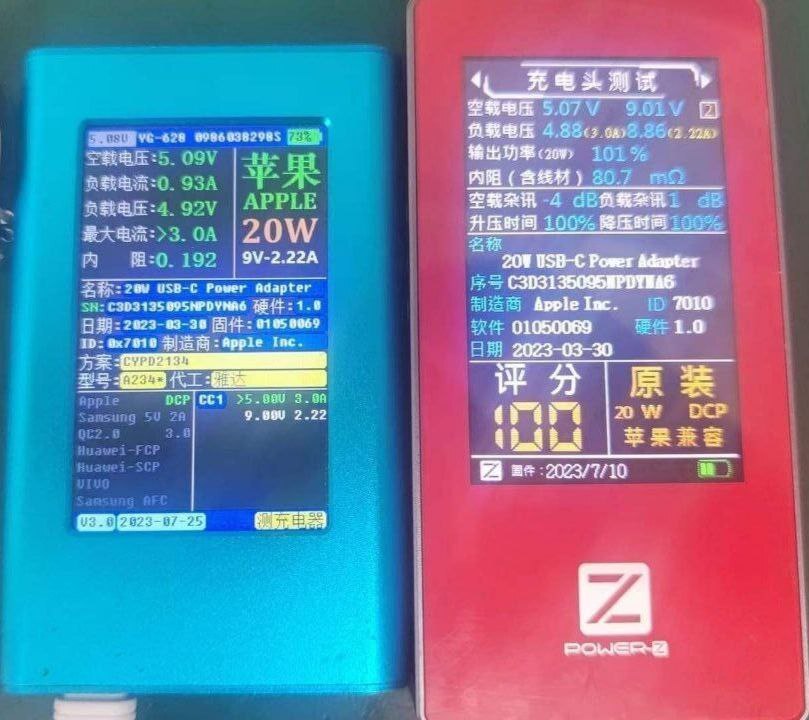 5.08V YG-628 0986038298S 73%
空载电压:5.09V
负载电流:0.93A
负载电压:4.92V
最大电流:>3.0A
内 阻:0.192
苹果
APPLE
20W
9V-2.22A
名称:20W USB-C Power Adapter
SN:C3D3135095NPDYNA6 硬件:1.0
日期:2023-03-30 固件:01050069
ID:0x7010 制造商:Apple Inc.
方案:CYPD2134
型号:A234* 代工:雅达
Apple DCP
Samsung 5V 2A
QC2.0 3.0
Huawei-FCP
Huawei-SCP
VIVO
Samsung AFC
CC1 >5.00V 3.0A
9.00V 2.22
V3.0 2023-07-25 测充电器
充电头测试
空载电压 5.07V 9.01V 2
负载电压 4.88(3.0A)8.86(2.22A)
输出功率(20W) 101%
内阻(含线材) 80.7 mΩ
空载杂讯 -4 dB负载杂讯1 dB
升压时间 100%降压时间100%
名称
20W USB-C Power Adapter
序号 C3D3135095NPDYNA6
制造商 Apple Inc. ID 7010
软件 01050069 硬件 1.0
日期 2023-03-30
评分
100
原装
20 W DCP
苹果兼容
Z 固件:2023/7/10
Z
POWER-Z